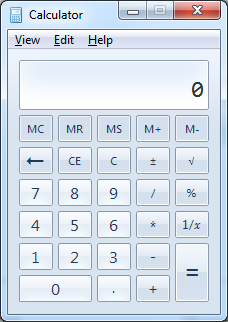 Calculator
View Edit Help
0
MC MR MS M+ M-
← CE C ± √
7 8 9 / %
4 5 6 * 1/x
1 2 3 - =
0 . +